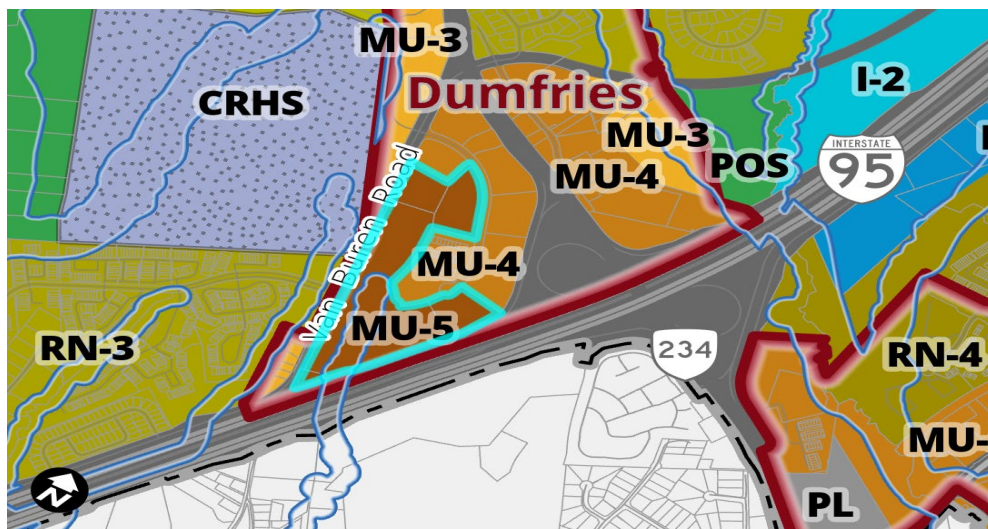 MU-3
Dumfries
CRHS
I-2
MU-3
MU-4
POS
INTERSTATE
95
Van Buren Road
MU-4
MU-5
RN-3
234
RN-4
MU-
PL
N